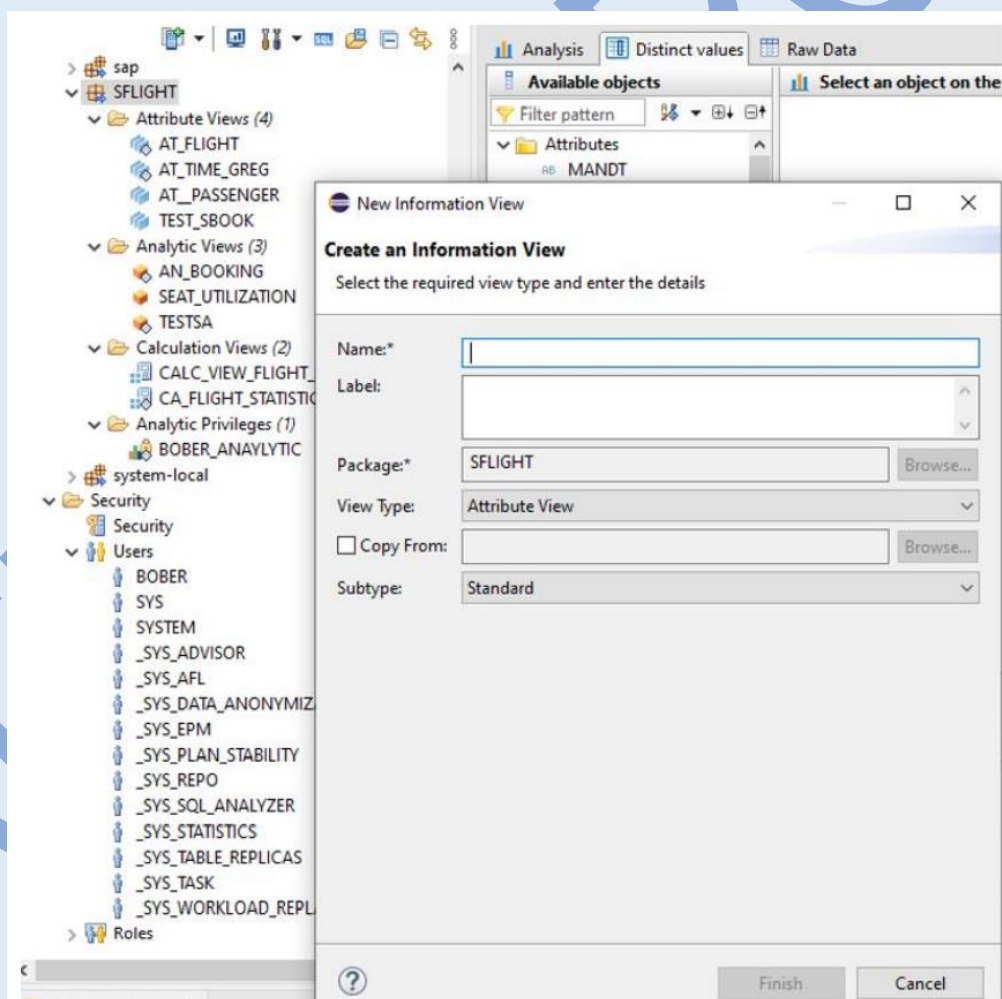 sap
SFLIGHT
Attribute Views (4)
AT_FLIGHT
AT_TIME_GREG
AT__PASSENGER
TEST_SBOOK
Analytic Views (3)
AN_BOOKING
SEAT_UTILIZATION
TESTSA
Calculation Views (2)
CALC_VIEW_FLIGHT_
CA_FLIGHT_STATISTIC
Analytic Privileges (1)
BOBER_ANAYLYTIC
system-local
Security
Security
Users
BOBER
SYS
SYSTEM
_SYS_ADVISOR
_SYS_AFL
_SYS_DATA_ANONYMIZ
_SYS_EPM
_SYS_PLAN_STABILITY
_SYS_REPO
_SYS_SQL_ANALYZER
_SYS_STATISTICS
_SYS_TABLE_REPLICAS
_SYS_TASK
_SYS_WORKLOAD_REPL
Roles
Analysis Distinct values Raw Data
Available objects Select an object on the
Filter pattern
Attributes
MANDT
New Information View
Create an Information View
Select the required view type and enter the details
Name:*
Label:
Package:* SFLIGHT Browse...
View Type: Attribute View
Copy From: Browse...
Subtype: Standard
Finish Cancel